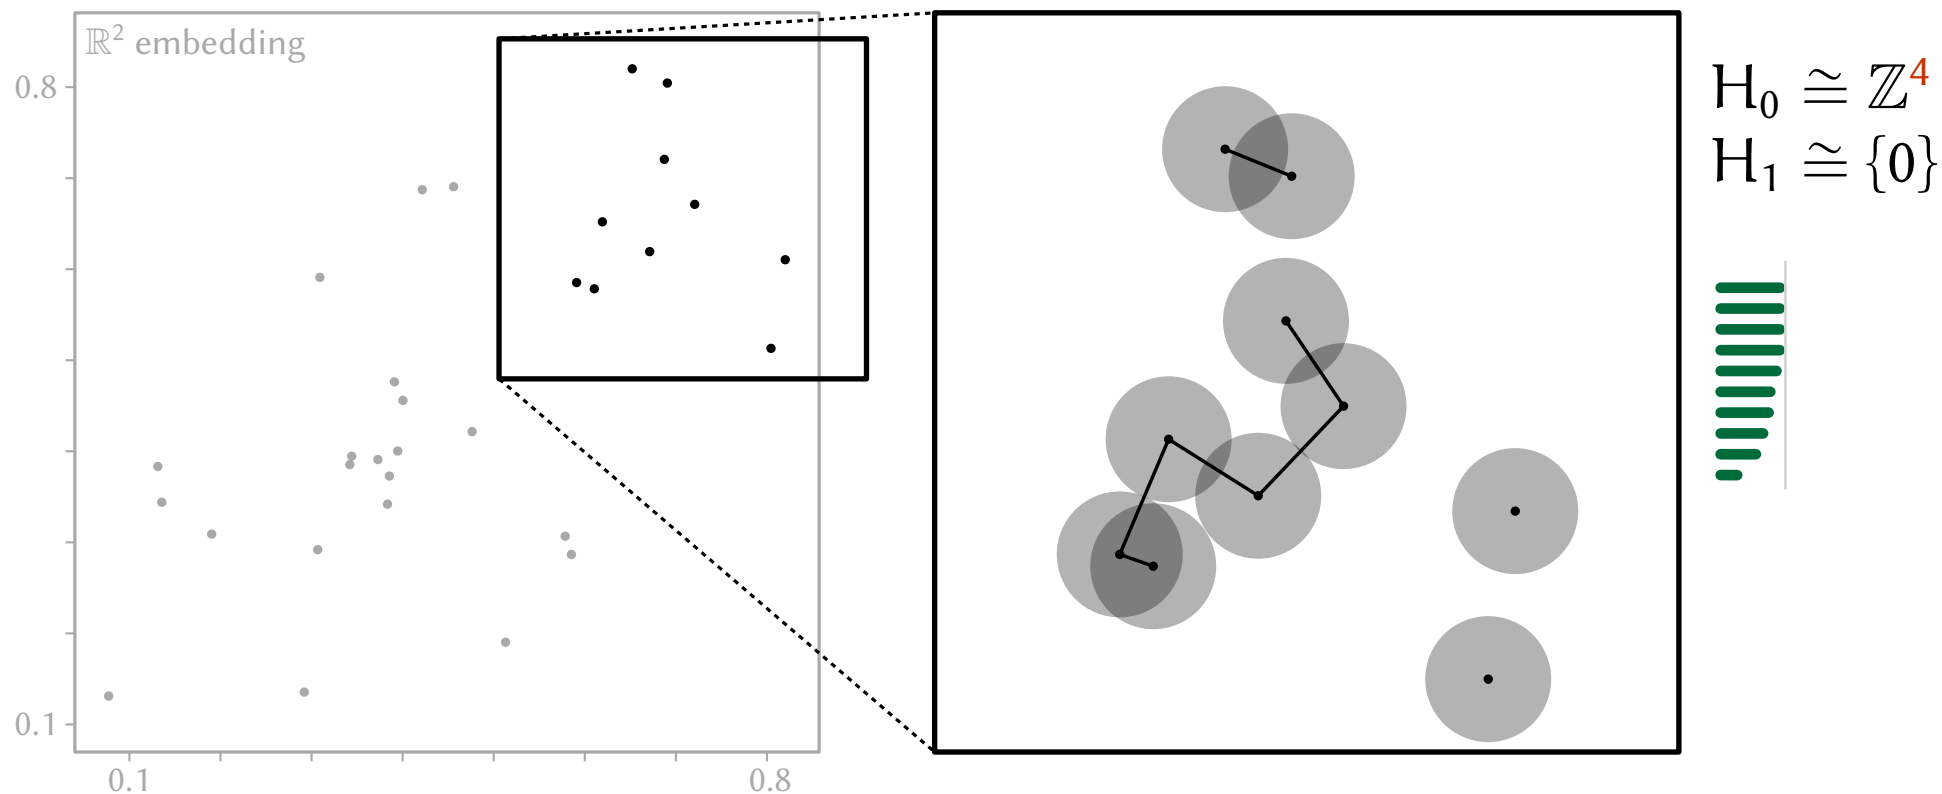 ℝ² embedding
0.8
0.1
0.1
0.8
H₀ ≅ ℤ⁴
H₁ ≅ {0}